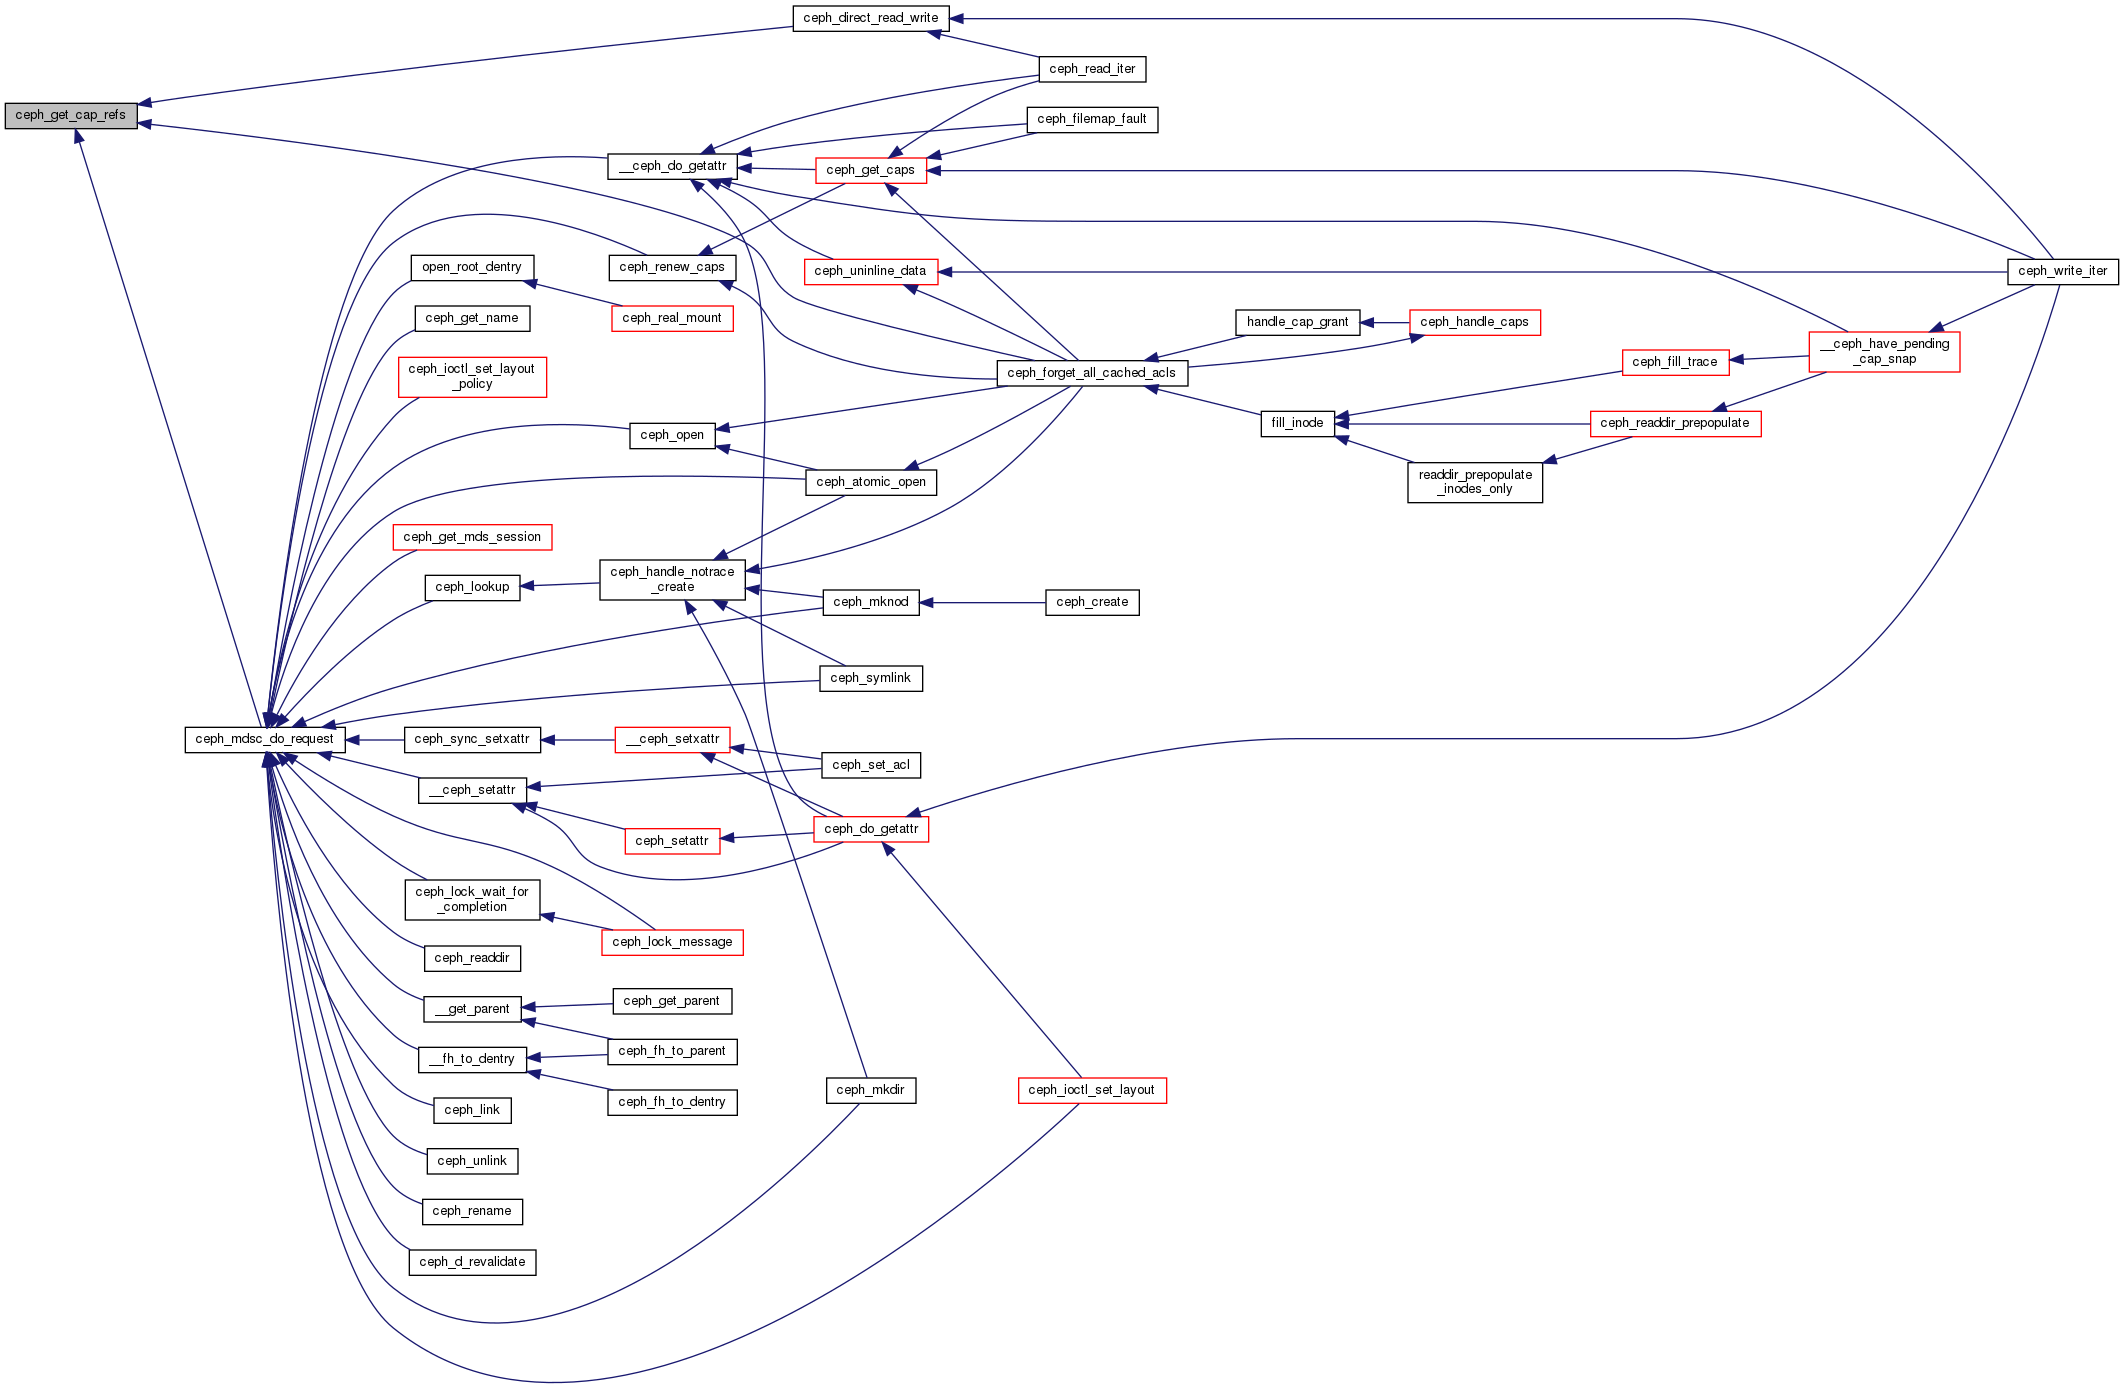 ceph_direct_read_write
ceph_read_iter
ceph_get_cap_refs
ceph_filemap_fault
__ceph_do_getattr
ceph_get_caps
open_root_dentry
ceph_renew_caps
ceph_uninline_data
ceph_write_iter
ceph_get_name
ceph_real_mount
handle_cap_grant
ceph_handle_caps
__ceph_have_pending
_cap_snap
ceph_fill_trace
ceph_ioctl_set_layout
_policy
ceph_forget_all_cached_acls
fill_inode
ceph_readdir_prepopulate
ceph_open
ceph_atomic_open
readdir_prepopulate
_inodes_only
ceph_get_mds_session
ceph_lookup
ceph_handle_notrace
_create
ceph_mknod
ceph_create
ceph_symlink
ceph_mdsc_do_request
ceph_sync_setxattr
__ceph_setxattr
ceph_set_acl
__ceph_setattr
ceph_setattr
ceph_do_getattr
ceph_lock_wait_for
_completion
ceph_lock_message
ceph_readdir
__get_parent
ceph_get_parent
__fh_to_dentry
ceph_fh_to_parent
ceph_fh_to_dentry
ceph_mkdir
ceph_ioctl_set_layout
ceph_link
ceph_unlink
ceph_rename
ceph_d_revalidate